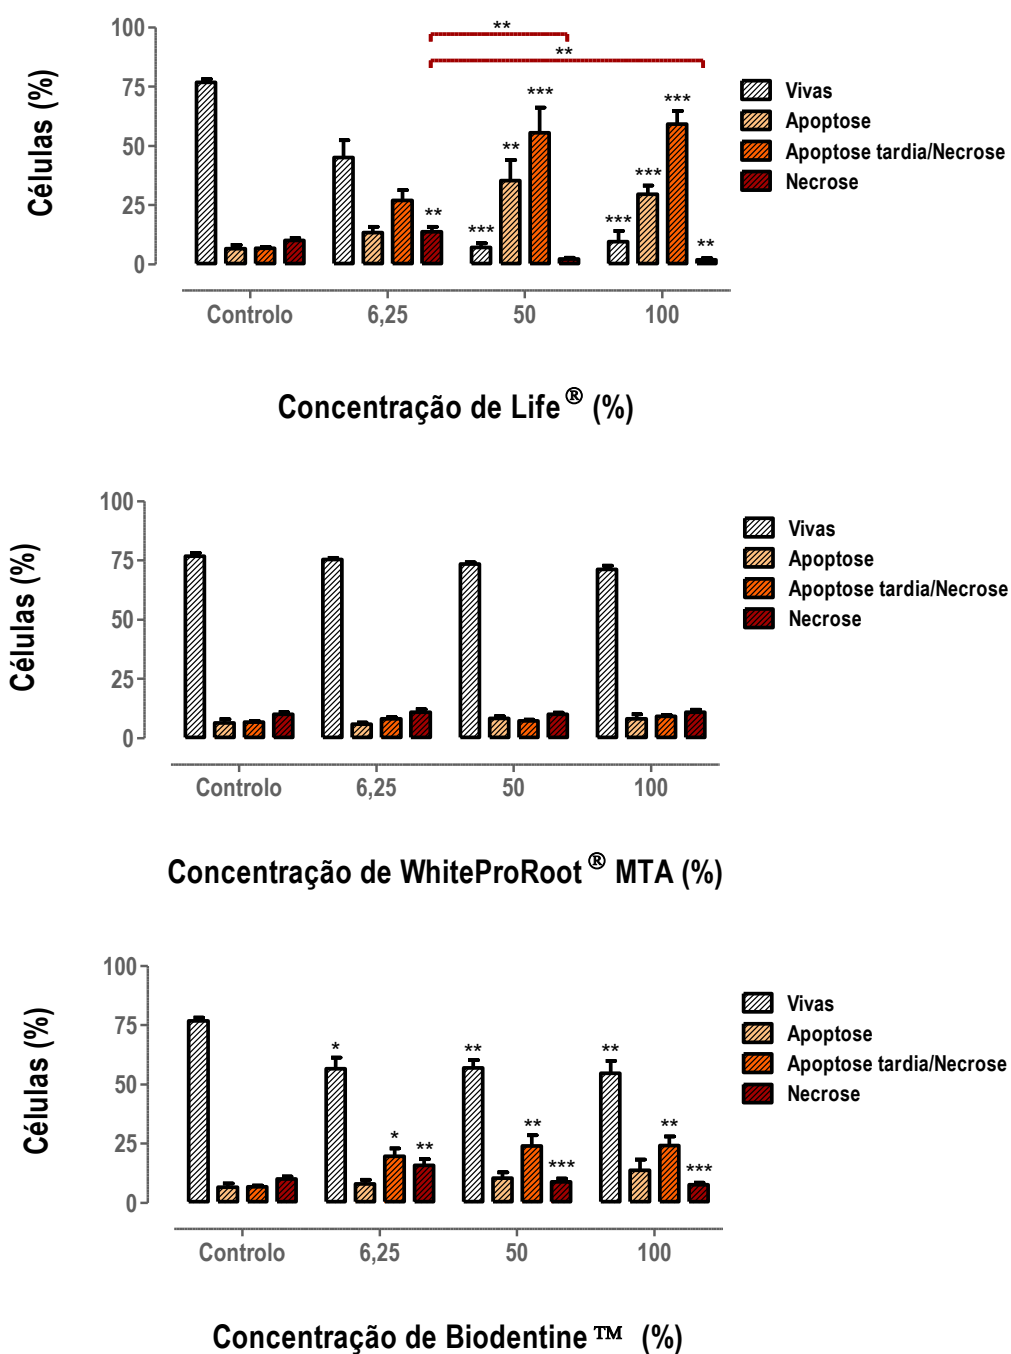 100
75
50
25
0
Células (%)
**
**
***
**
***
***
***
***
**
**
Vivas
Apoptose
Apoptose tardia/Necrose
Necrose
Controlo 6,25 50 100
Concentração de Life® (%)
100
75
50
25
0
Células (%)
Vivas
Apoptose
Apoptose tardia/Necrose
Necrose
Controlo 6,25 50 100
Concentração de WhiteProRoot® MTA (%)
100
75
50
25
0
Células (%)
*
*
**
**
**
***
**
**
***
Vivas
Apoptose
Apoptose tardia/Necrose
Necrose
Controlo 6,25 50 100
Concentração de Biodentine™ (%)